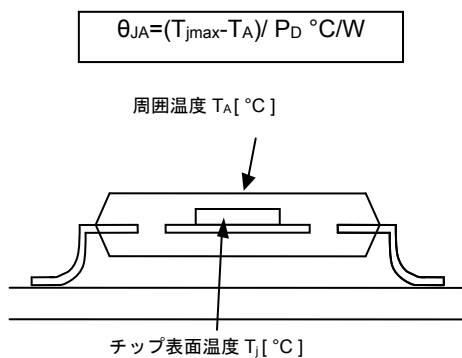 θJA=(Tjmax-TA)/ PD °C/W
周囲温度 TA[ °C ]
チップ表面温度 Tj [ °C ]